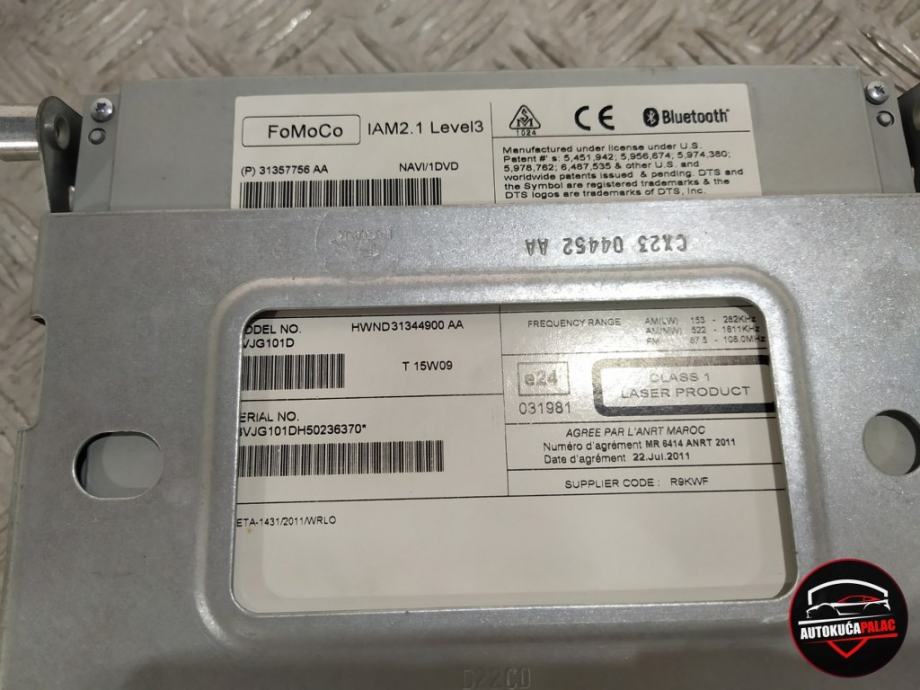 FoMoCo IAM2.1 Level3
(P) 31357756 AA NAVI/1DVD
1024
CE Bluetooth
Manufactured under license under U.S.
Patent #' s: 5,451,942; 5,956,674; 5,974,380;
5,978,762; 6,487,535 & other U.S. and
worldwide patents issued & pending. DTS and
the Symbol are registered trademarks & the
DTS logos are trademarks of DTS, Inc.
CX23 04452 AA
ODEL NO. HWND31344900 AA
VJG101D
T 15W09
ERIAL NO.
VJG101DH50236370*
ETA-1431/2011/WRLO
FREQUENCY RANGE AM(LW) 153 - 282KHz
AM(MW) 522 - 1611KHz
FM 87.5 - 108.0MHz
e24
031981
CLASS 1
LASER PRODUCT
AGREE PAR L'ANRT MAROC
Numéro d'agrément MR 6414 ANRT 2011
Date d'agrément 22.Jul.2011
SUPPLIER CODE : R9KWF
AUTOKUĆAPALAC